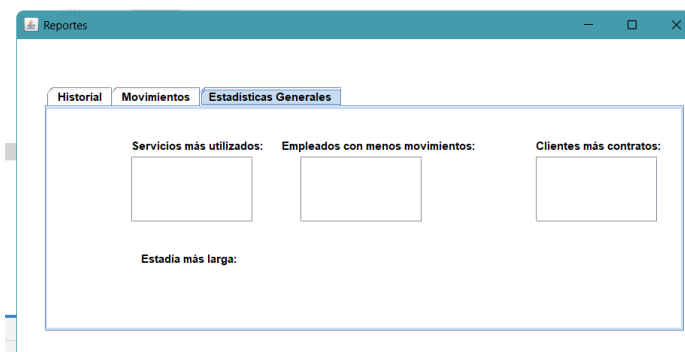 Reportes
Historial Movimientos Estadísticas Generales
Servicios más utilizados: Empleados con menos movimientos: Clientes más contratos:
Estadía más larga: